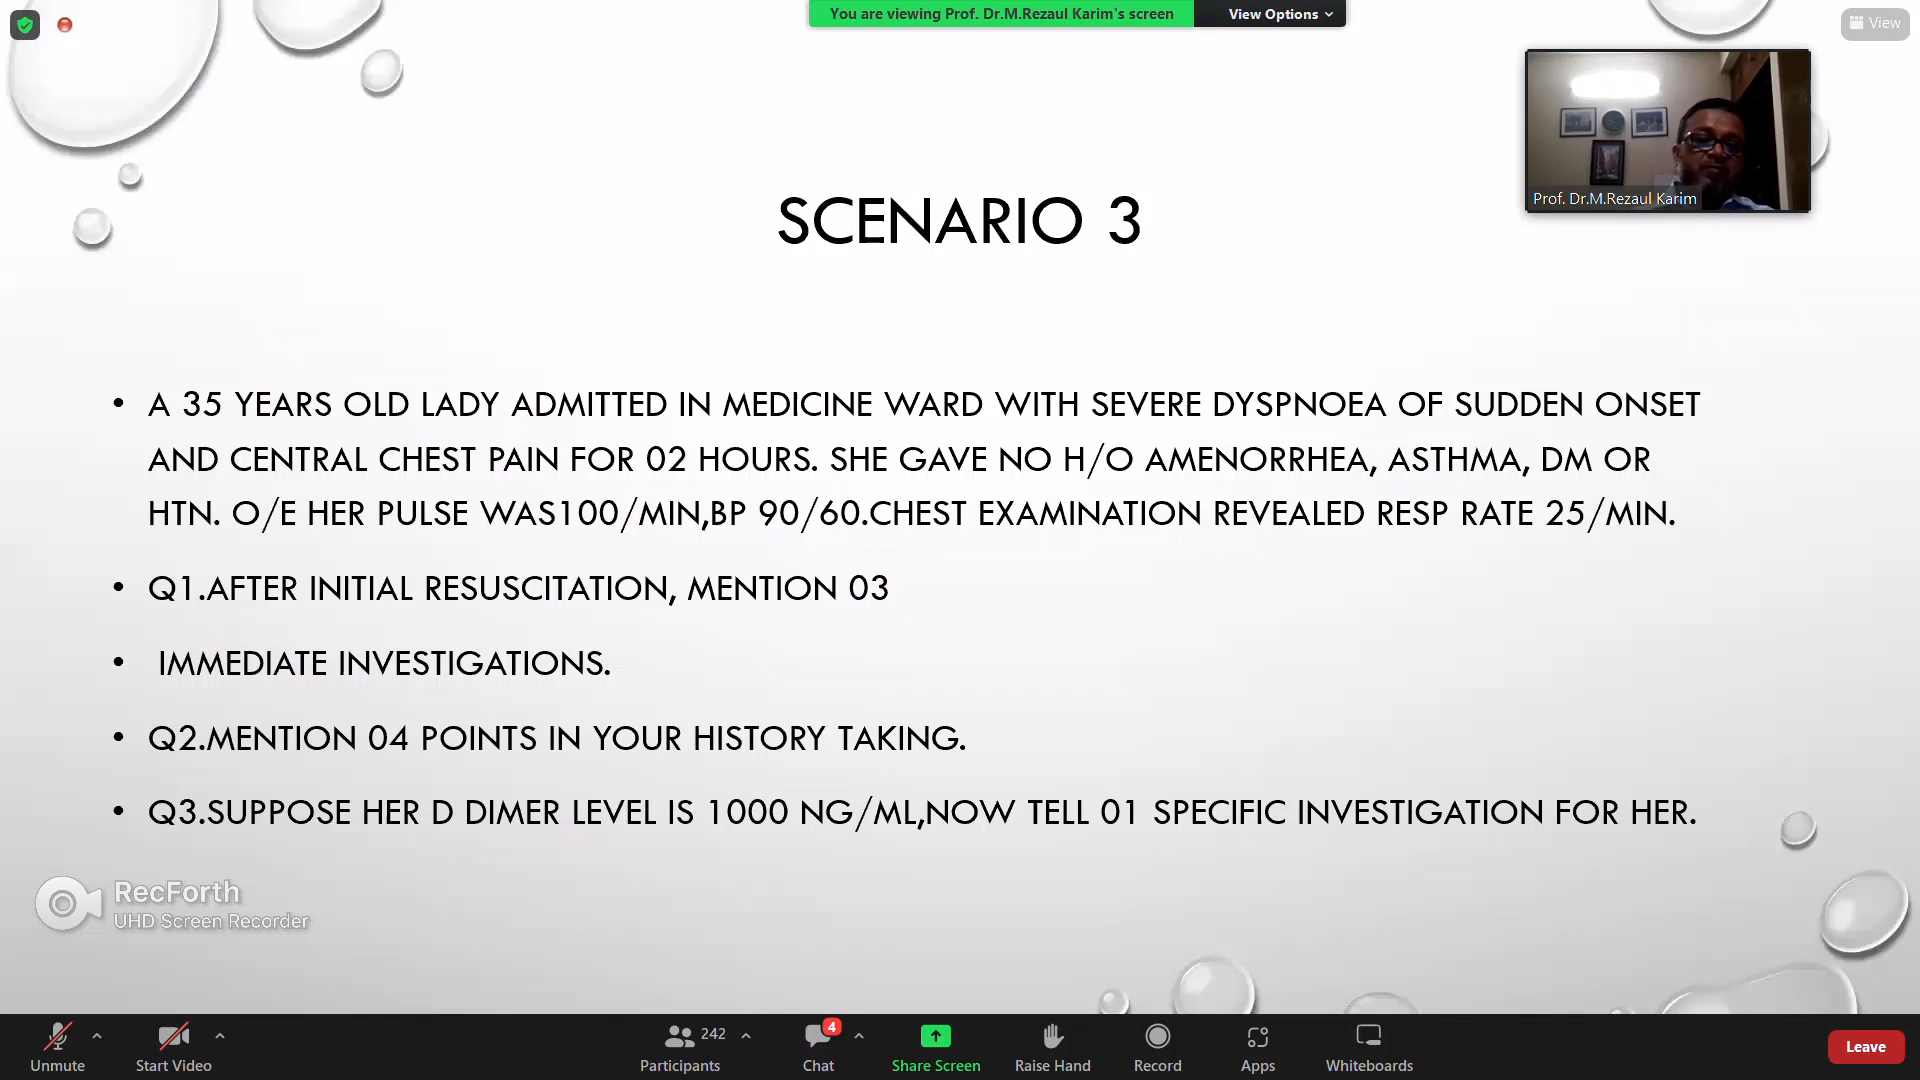 You are viewing Prof. Dr.M.Rezaul Karim's screen
View Options
View
Prof. Dr.M.Rezaul Karim
SCENARIO 3
• A 35 YEARS OLD LADY ADMITTED IN MEDICINE WARD WITH SEVERE DYSPNOEA OF SUDDEN ONSET
AND CENTRAL CHEST PAIN FOR 02 HOURS. SHE GAVE NO H/O AMENORRHEA, ASTHMA, DM OR
HTN. O/E HER PULSE WAS100/MIN,BP 90/60.CHEST EXAMINATION REVEALED RESP RATE 25/MIN.
• Q1.AFTER INITIAL RESUSCITATION, MENTION 03
• IMMEDIATE INVESTIGATIONS.
• Q2.MENTION 04 POINTS IN YOUR HISTORY TAKING.
• Q3.SUPPOSE HER D DIMER LEVEL IS 1000 NG/ML,NOW TELL 01 SPECIFIC INVESTIGATION FOR HER.
RecForth
UHD Screen Recorder
242
4
Unmute
Start Video
Participants
Chat
Share Screen
Raise Hand
Record
Apps
Whiteboards
Leave